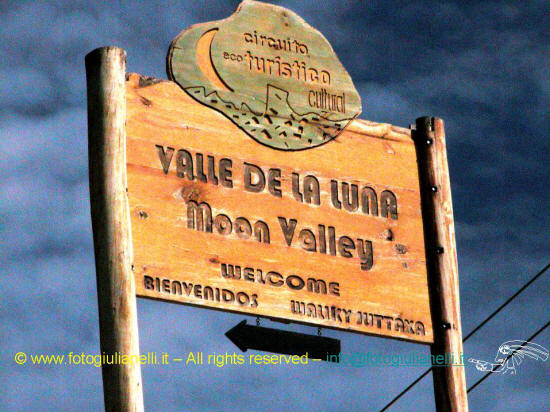 circuito
eco turístico
cultural
VALLE DE LA LUNA
Moon Valley
WELCOME
BIENVENIDOS WALIKY JUTTAXA
© www.fotogiulianelli.it – All rights reserved – info@fotogiulianelli.it